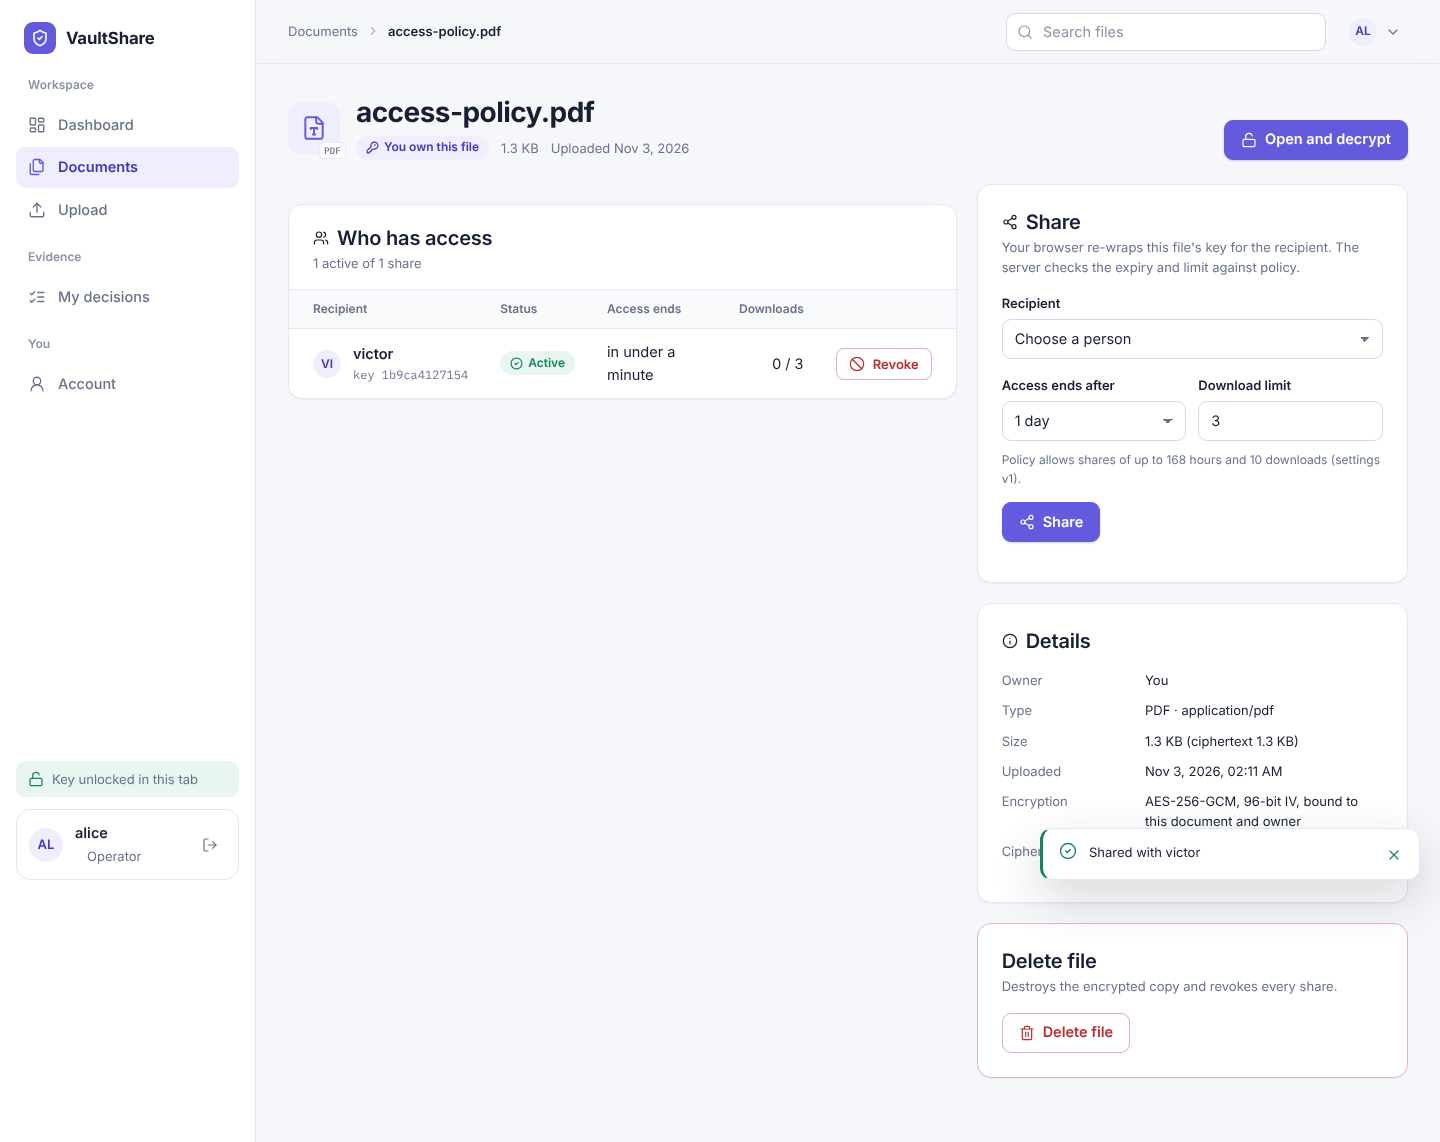 VaultShare
Workspace
Dashboard
Documents
Upload
Evidence
My decisions
You
Account
Key unlocked in this tab
AL
alice
Operator
Documents
access-policy.pdf
Search files
AL
PDF
access-policy.pdf
You own this file
1.3 KB
Uploaded Nov 3, 2026
Open and decrypt
Who has access
1 active of 1 share
Recipient Status Access ends Downloads
VI
victor
key 1b9ca4127154
Active
in under a
minute
0 / 3
Revoke
Share
Your browser re-wraps this file's key for the recipient. The
server checks the expiry and limit against policy.
Recipient
Choose a person
Access ends after
Download limit
1 day
3
Policy allows shares of up to 168 hours and 10 downloads (settings
v1).
Share
Details
Owner You
Type PDF · application/pdf
Size 1.3 KB (ciphertext 1.3 KB)
Uploaded Nov 3, 2026, 02:11 AM
Encryption AES-256-GCM, 96-bit IV, bound to
this document and owner
Shared with victor
Delete file
Destroys the encrypted copy and revokes every share.
Delete file